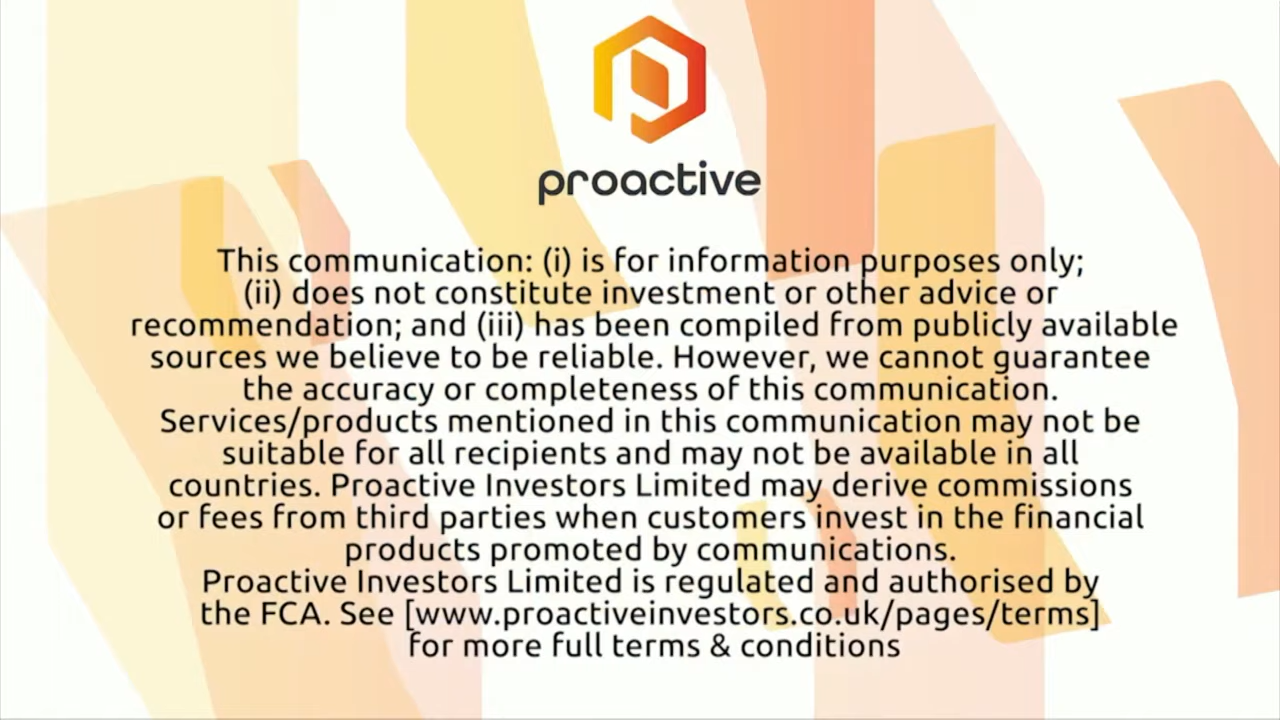 proactive
This communication: (i) is for information purposes only;
(ii) does not constitute investment or other advice or
recommendation; and (iii) has been compiled from publicly available
sources we believe to be reliable. However, we cannot guarantee
the accuracy or completeness of this communication.
Services/products mentioned in this communication may not be
suitable for all recipients and may not be available in all
countries. Proactive Investors Limited may derive commissions
or fees from third parties when customers invest in the financial
products promoted by communications.
Proactive Investors Limited is regulated and authorised by
the FCA. See [www.proactiveinvestors.co.uk/pages/terms]
for more full terms & conditions